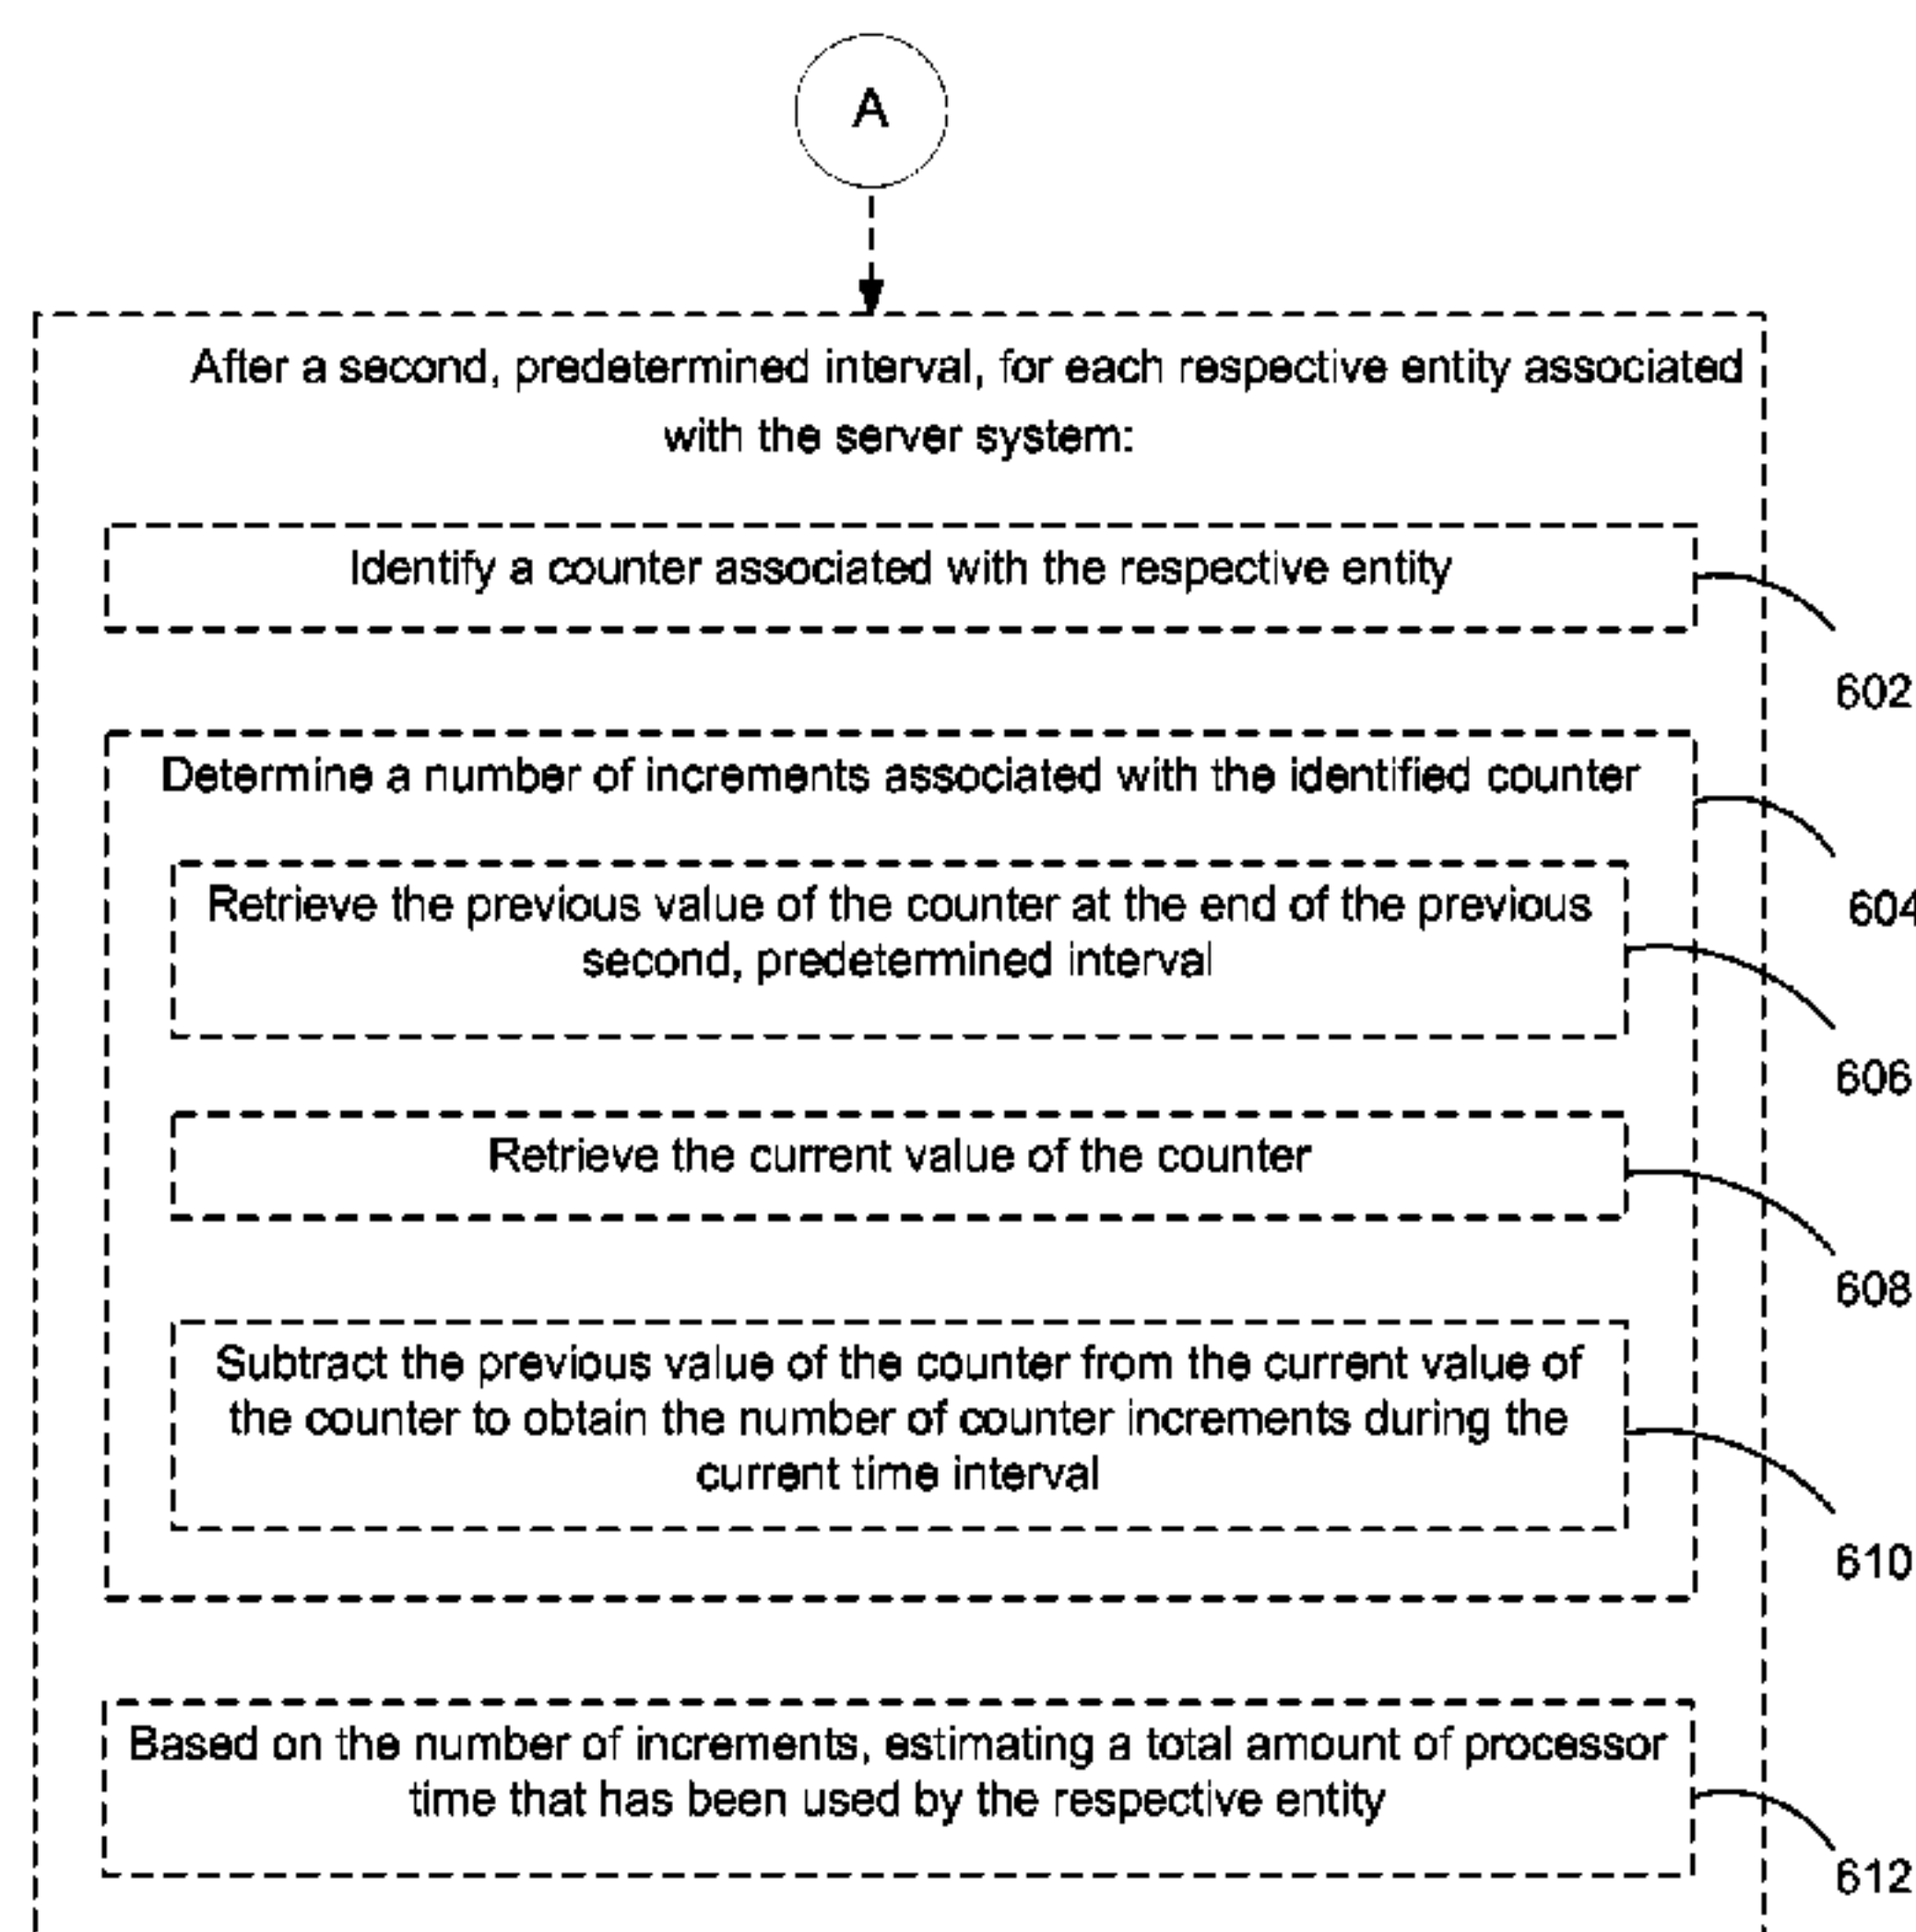 A
After a second, predetermined interval, for each respective entity associated
with the server system:
Identify a counter associated with the respective entity
602
Determine a number of increments associated with the identified counter
604
Retrieve the previous value of the counter at the end of the previous
second, predetermined interval
606
Retrieve the current value of the counter
608
Subtract the previous value of the counter from the current value of
the counter to obtain the number of counter increments during the
current time interval
610
Based on the number of increments, estimating a total amount of processor
time that has been used by the respective entity
612